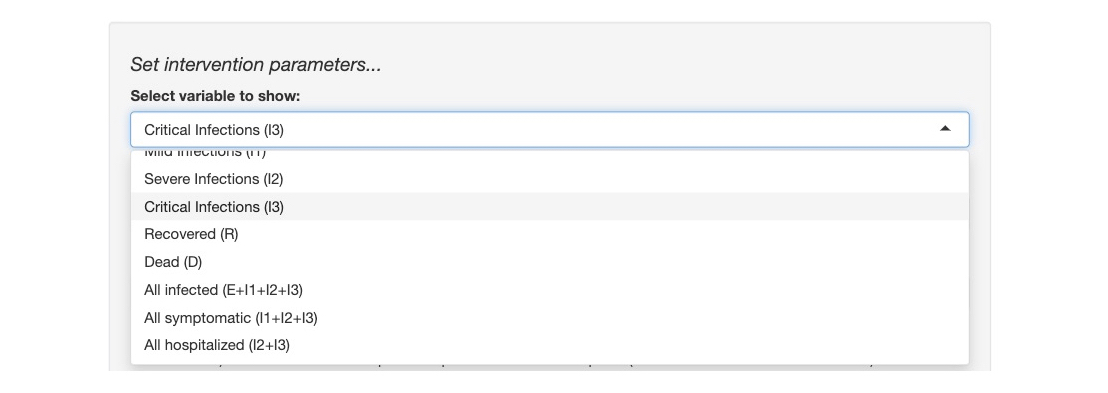 Set intervention parameters...
Select variable to show:
Critical Infections (I3)
Mild Infections (I1)
Severe Infections (I2)
Critical Infections (I3)
Recovered (R)
Dead (D)
All infected (E+I1+I2+I3)
All symptomatic (I1+I2+I3)
All hospitalized (I2+I3)